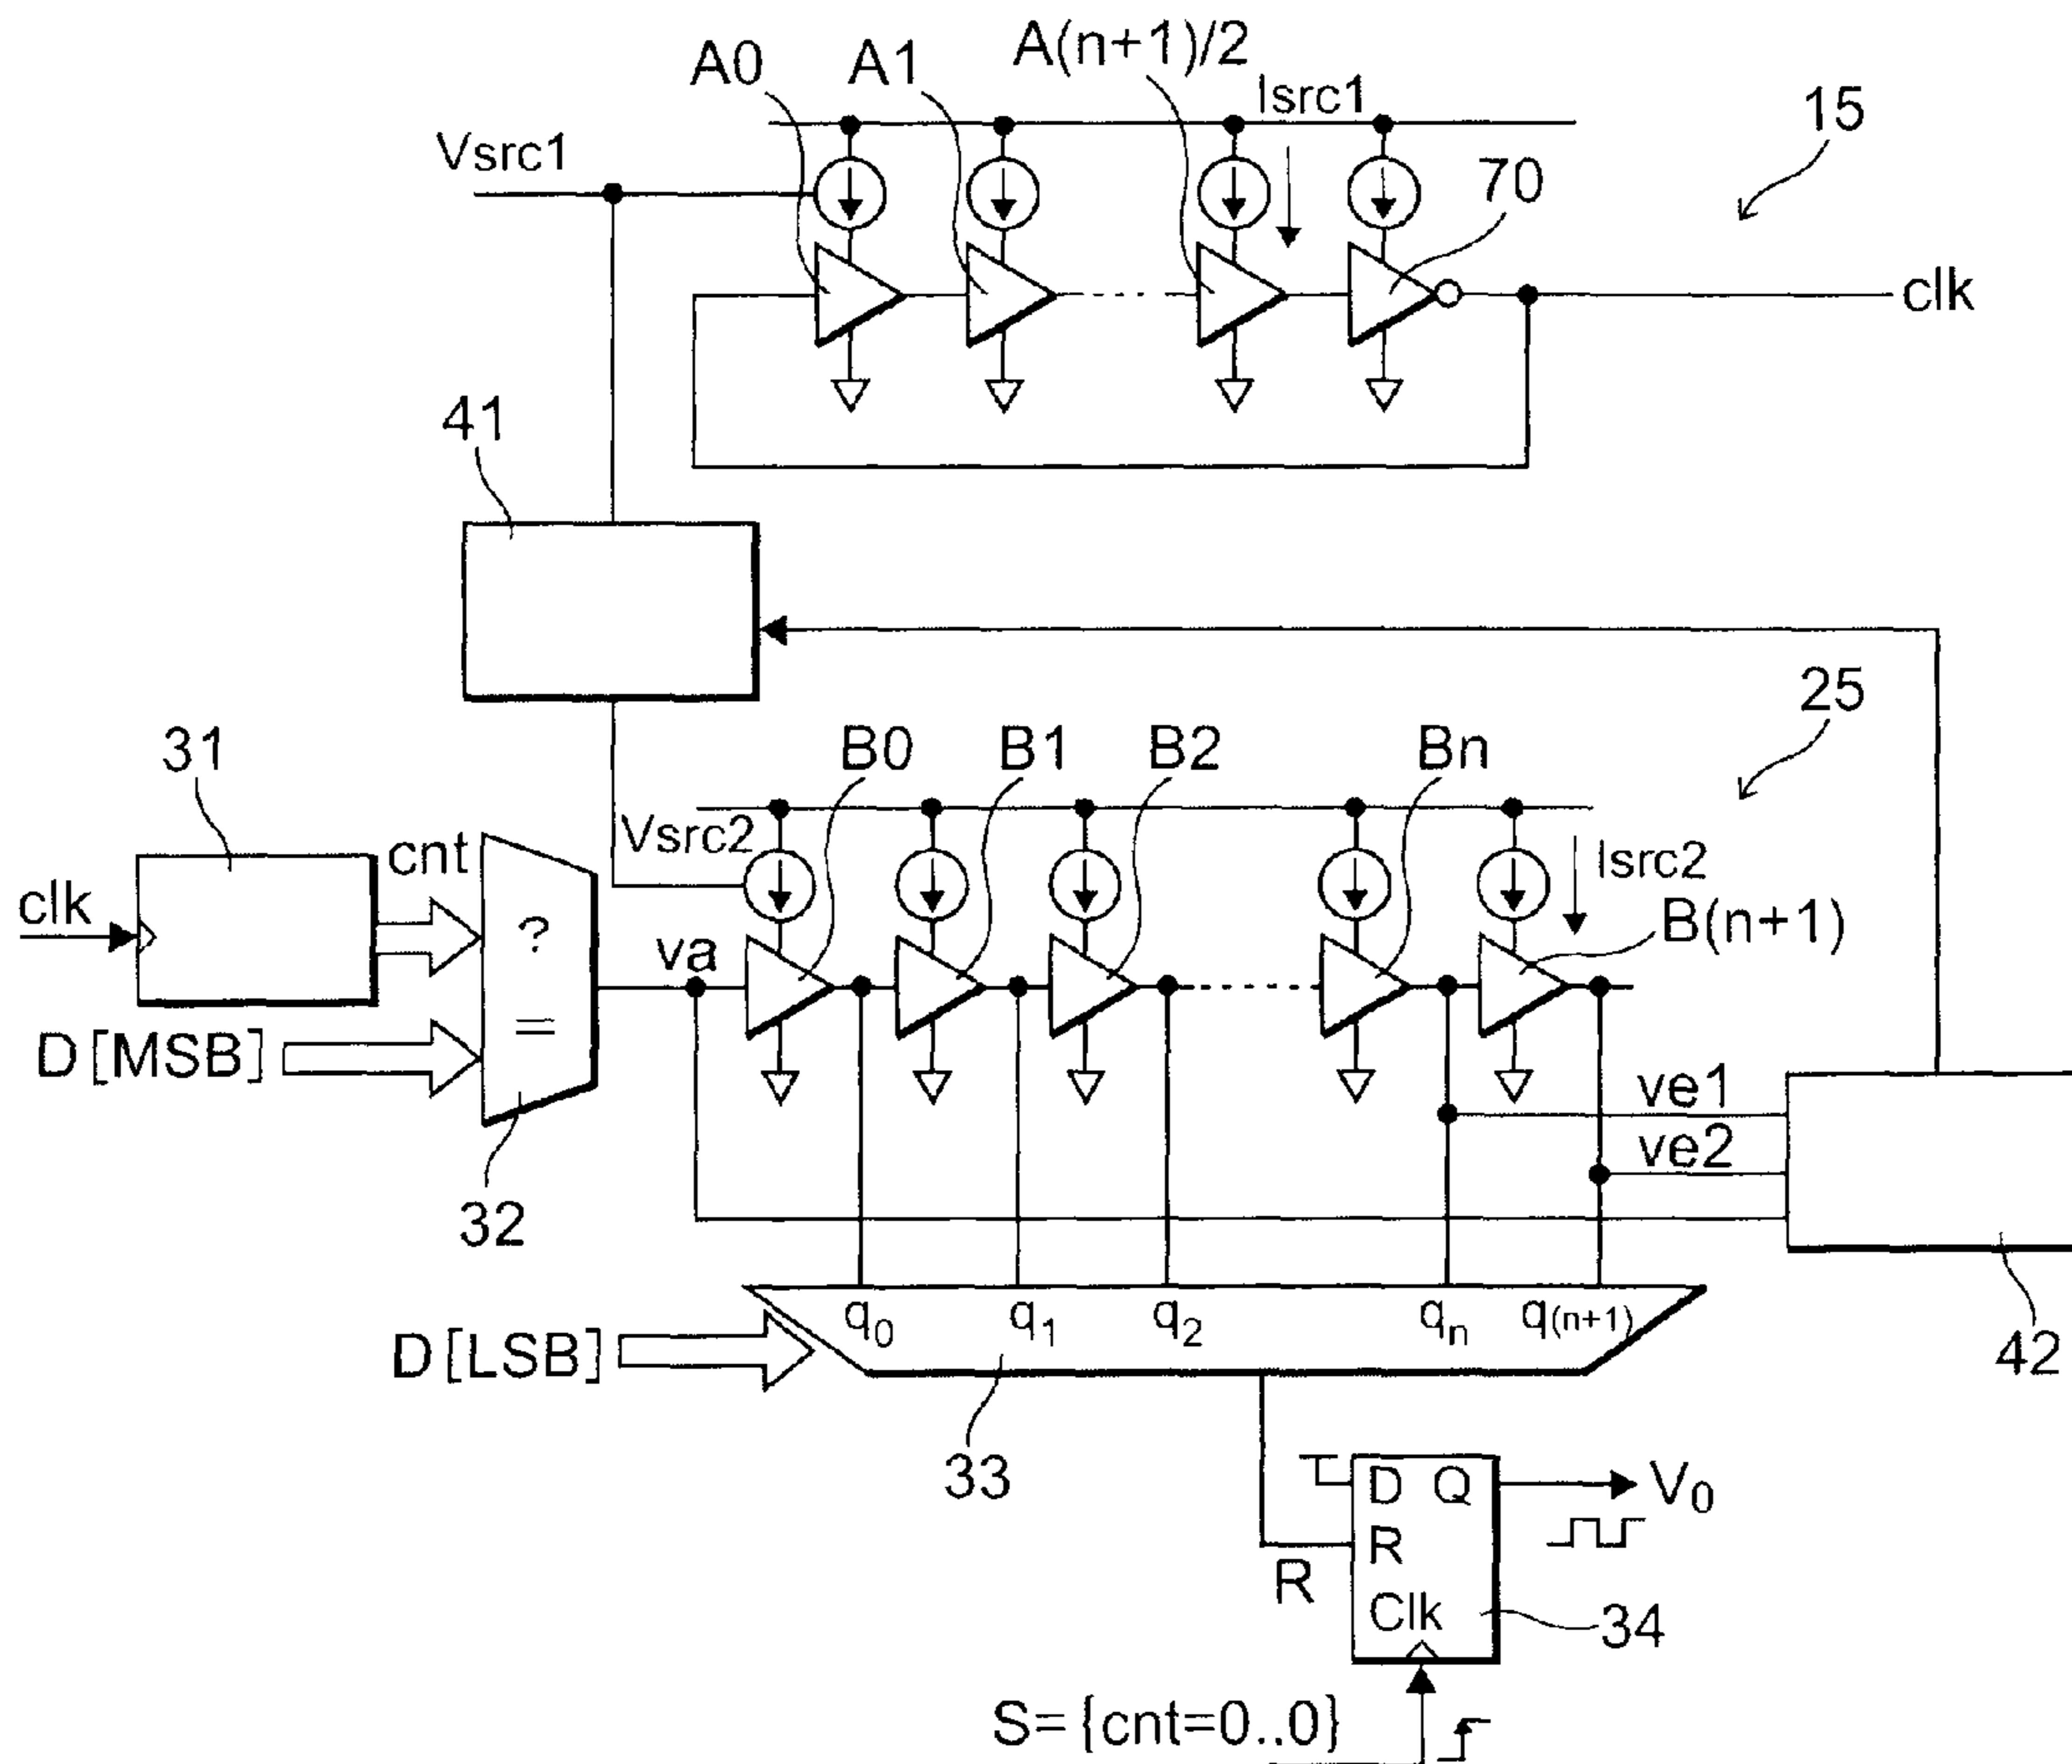 A0
A1
A(n+1)/2
Isrc1
15
Vsrc1
70
clk
41
25
31
B0
B1
B2
Bn
Vsrc2
cnt
Isrc2
clk
?
va
B(n+1)
=
D[MSB]
ve1
ve2
32
q0
q1
q2
qn
q(n+1)
D[LSB]
42
33
D Q
V0
R
R
Clk
34
S={cnt=0..0}